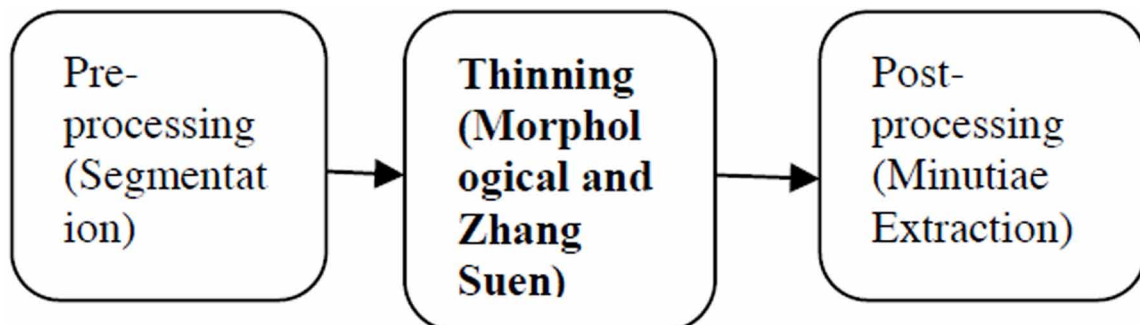 Pre-
processing
(Segmentat
ion)
Thinning
(Morphol
ogical and
Zhang
Suen)
Post-
processing
(Minutiae
Extraction)